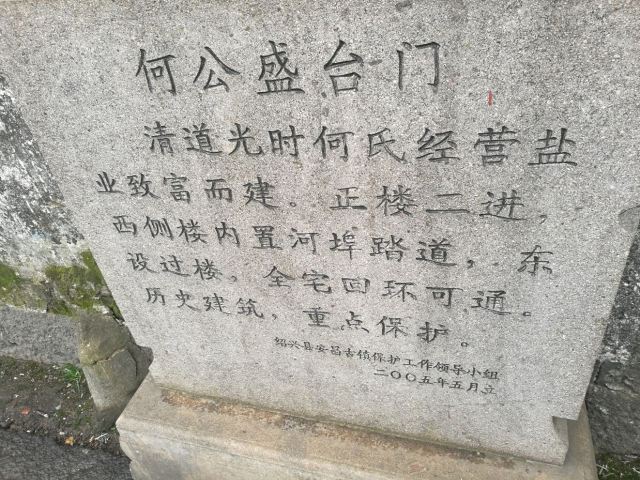 何公盛台门
清道光时何氏经营盐
业致富而建。正楼二进，
西侧楼内置河埠踏道，东
设过楼，全宅回环可通。
历史建筑，重点保护。
绍兴县安昌古镇保护工作领导小组
二〇〇五年五月立